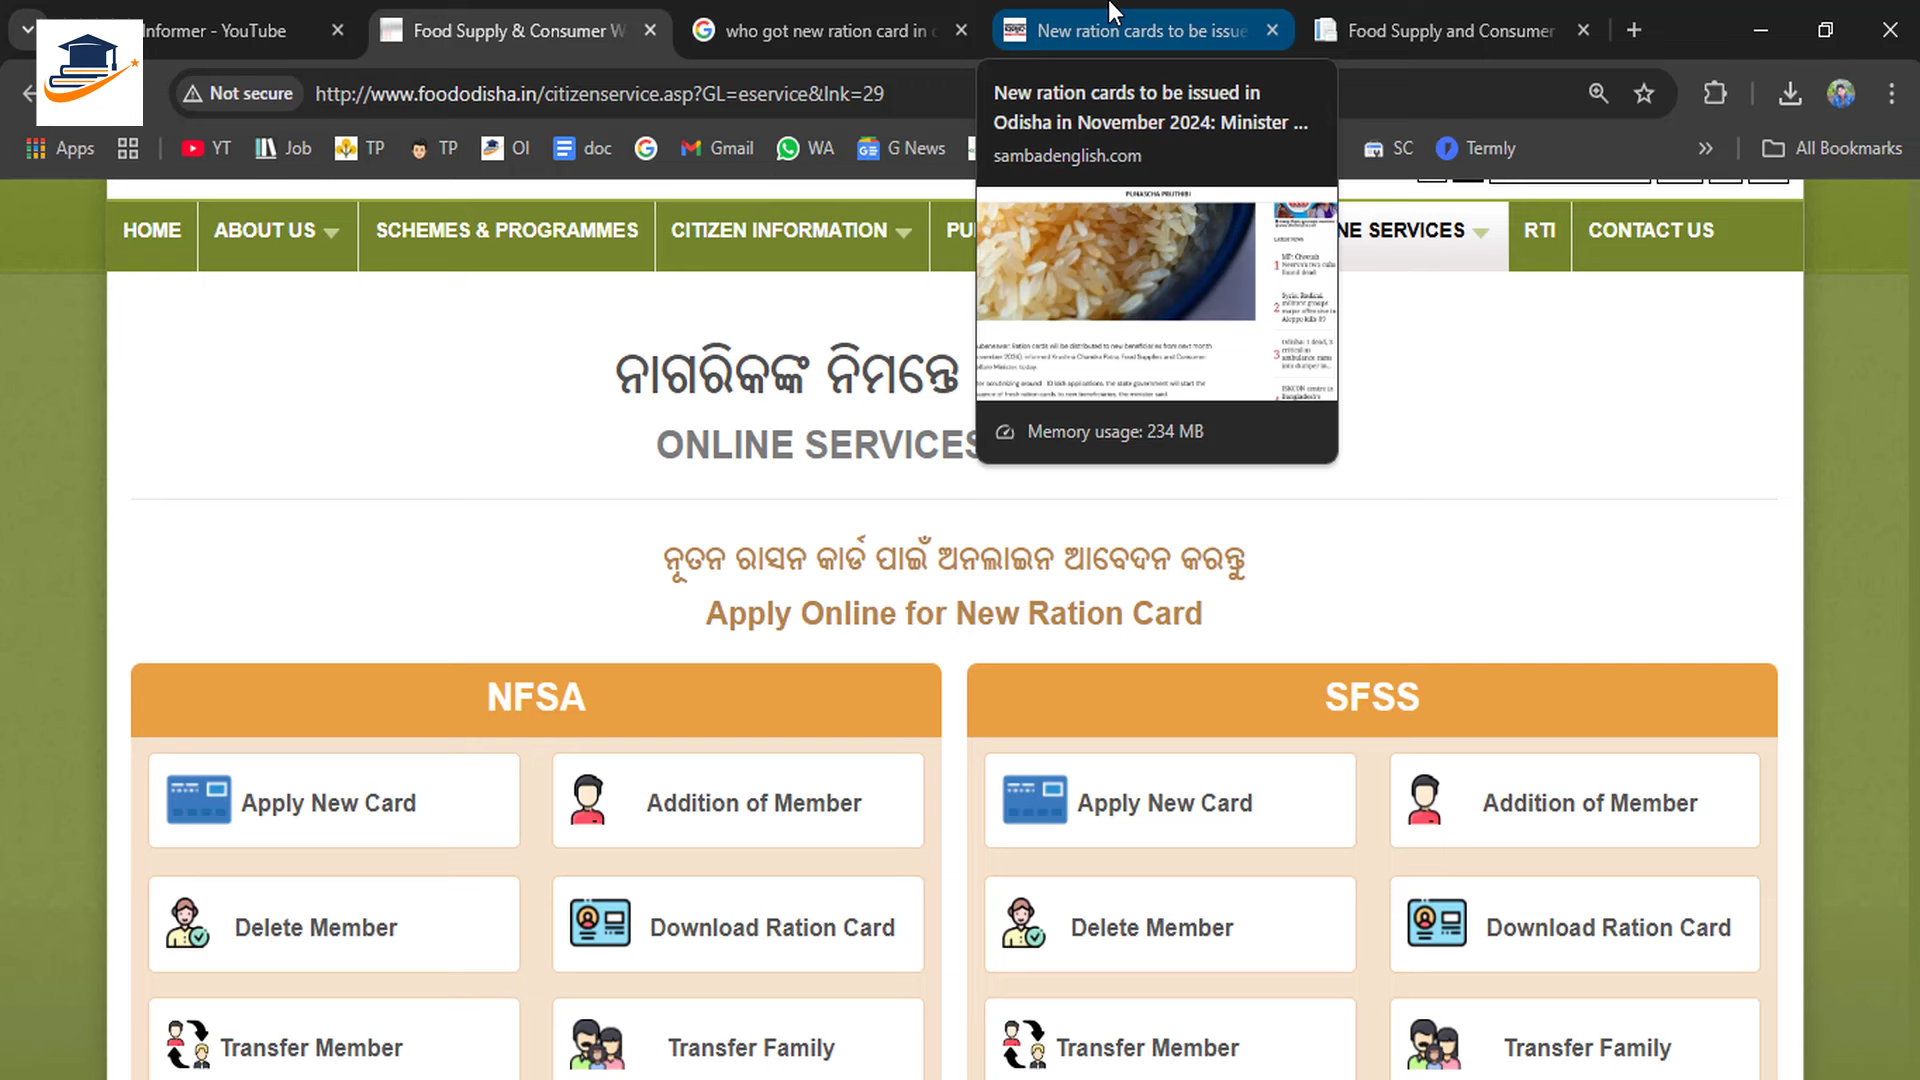 Informer - YouTube
Food Supply & Consumer W
who got new ration card in
New ration cards to be issue
Food Supply and Consumer
Not secure
http://www.foododisha.in/citizenservice.asp?GL=eservice&lnk=29
Apps
YT
Job
TP
TP
OI
doc
Gmail
WA
G News
SC
Termly
All Bookmarks
New ration cards to be issued in
Odisha in November 2024: Minister ...
sambadenglish.com
PUNASCHA PRUTHIBI
Memory usage: 234 MB
HOME
ABOUT US
SCHEMES & PROGRAMMES
CITIZEN INFORMATION
PU
NE SERVICES
RTI
CONTACT US
ନାଗରିକଙ୍କ ନିମନ୍ତେ
ONLINE SERVICES
ନୂତନ ରାସନ କାର୍ଡ ପାଇଁ ଅନଲାଇନ ଆବେଦନ କରନ୍ତୁ
Apply Online for New Ration Card
NFSA
SFSS
Apply New Card
Addition of Member
Apply New Card
Addition of Member
Delete Member
Download Ration Card
Delete Member
Download Ration Card
Transfer Member
Transfer Family
Transfer Member
Transfer Family